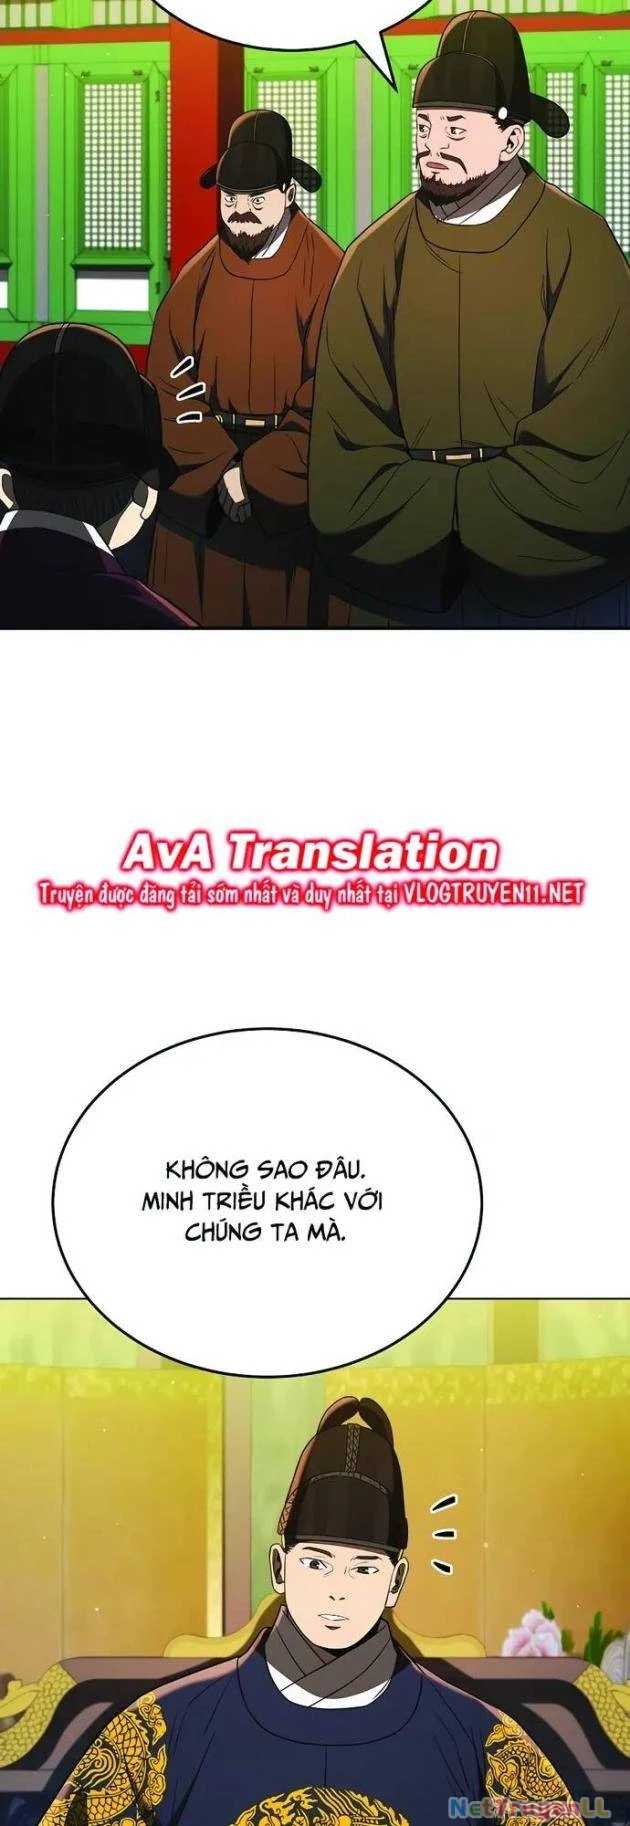 AvA Translation
Truyện được đăng tải sớm nhất và duy nhất tại VLOGTRUYEN11.NET
KHÔNG SAO ĐÂU.
MINH TRIỀU KHÁC VỚI
CHÚNG TA MÀ.
NetTruyenLL